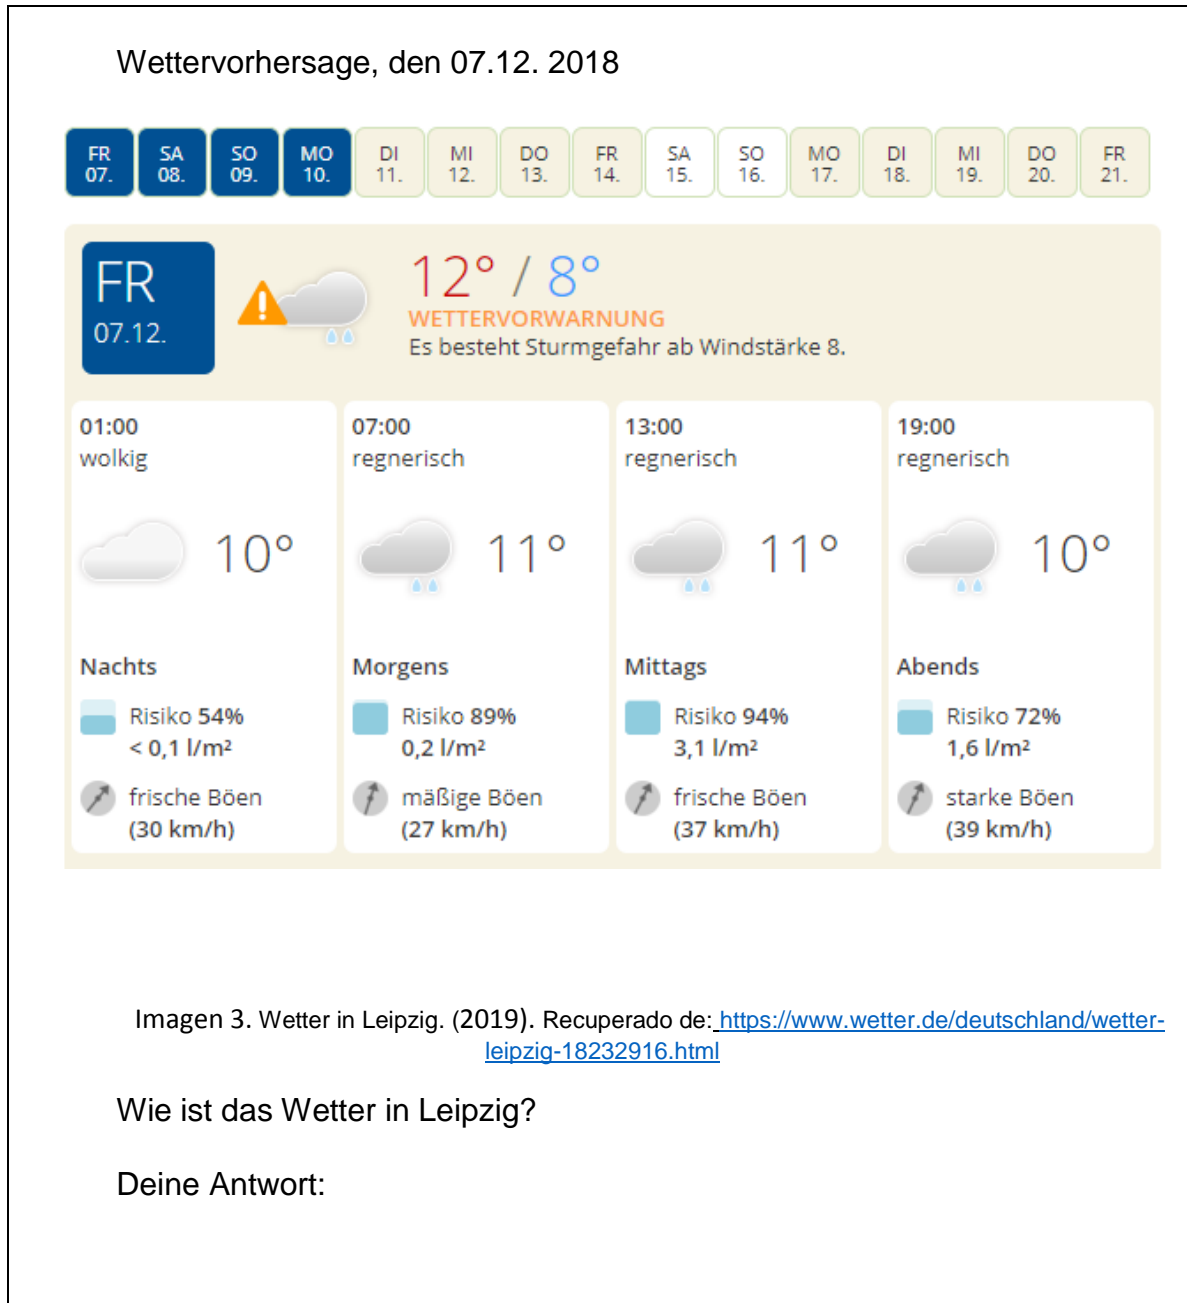 Wettervorhersage, den 07.12. 2018
FR SA SO MO DI MI DO FR SA SO MO DI MI DO FR
07. 08. 09. 10. 11. 12. 13. 14. 15. 16. 17. 18. 19. 20. 21.
FR
07.12.
12° / 8°
WETTERVORWARNUNG
Es besteht Sturmgefahr ab Windstärke 8.
01:00
wolkig
10°
Nachts
Risiko 54%
< 0,1 l/m²
frische Böen
(30 km/h)
07:00
regnerisch
11°
Morgens
Risiko 89%
0,2 l/m²
mäßige Böen
(27 km/h)
13:00
regnerisch
11°
Mittags
Risiko 94%
3,1 l/m²
frische Böen
(37 km/h)
19:00
regnerisch
10°
Abends
Risiko 72%
1,6 l/m²
starke Böen
(39 km/h)
Imagen 3. Wetter in Leipzig. (2019). Recuperado de: https://www.wetter.de/deutschland/wetter-
leipzig-18232916.html
Wie ist das Wetter in Leipzig?
Deine Antwort: